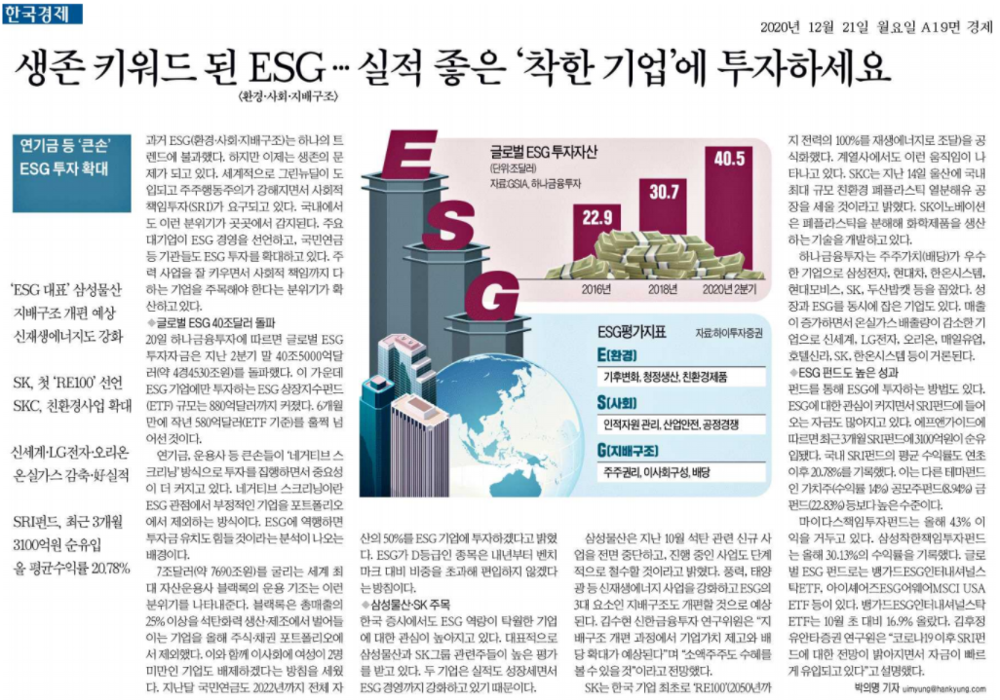 한국경제
2020년 12월 21일 월요일 A19면 경제
생존 키워드 된 ESG… 실적 좋은 ‘착한 기업’에 투자하세요
〈환경·사회·지배구조〉
연기금 등 ‘큰손’
ESG 투자 확대
‘ESG 대표’ 삼성물산
지배구조 개편 예상
신재생에너지도 강화
SK, 첫 ‘RE100’ 선언
SKC, 친환경사업 확대
신세계·LG전자·오리온
온실가스 감축·好실적
SRI펀드, 최근 3개월
3100억원 순유입
올 평균수익률 20.78%
과거 ESG(환경·사회·지배구조)는 하나의 트
렌드에 불과했다. 하지만 이제는 생존의 문
제가 되고 있다. 세계적으로 그린뉴딜이 도
입되고 주주행동주의가 강해지면서 사회적
책임투자(SRI)가 요구되고 있다. 국내에서
도 이런 분위기가 곳곳에서 감지된다. 주요
대기업이 ESG 경영을 선언하고, 국민연금
등 기관들도 ESG 투자를 확대하고 있다. 주
력 사업을 잘 키우면서 사회적 책임까지 다
하는 기업을 주목해야 한다는 분위기가 확
산하고 있다.
◆글로벌 ESG 40조달러 돌파
20일 하나금융투자에 따르면 글로벌 ESG
투자자금은 지난 2분기 말 40조5000억달
러(약 4경4530조원)를 돌파했다. 이 가운데
ESG 기업에만 투자하는 ESG 상장지수펀드
(ETF) 규모는 880억달러까지 커졌다. 6개월
만에 작년 580억달러(ETF 기준)를 훌쩍 넘
어선 것이다.
연기금, 운용사 등 큰손들이 ‘네거티브 스
크리닝’ 방식으로 투자를 집행하면서 중요성
이 더 커지고 있다. 네거티브 스크리닝이란
ESG 관점에서 부정적인 기업을 포트폴리오
에서 제외하는 방식이다. ESG에 역행하면
투자금 유치도 힘들 것이라는 분석이 나오는
배경이다.
7조달러(약 7690조원)를 굴리는 세계 최
대 자산운용사 블랙록의 운용 기조는 이런
분위기를 나타내준다. 블랙록은 총매출의
25% 이상을 석탄화력 생산·제조에서 벌어들
이는 기업을 올해 주식·채권 포트폴리오에
서 제외했다. 이와 함께 이사회에 여성이 2명
미만인 기업도 배제하겠다는 방침을 세웠
다. 지난달 국민연금도 2022년까지 전체 자
E
S
G
글로벌 ESG 투자자산
(단위:조달러)
자료:GSIA, 하나금융투자
22.9
30.7
40.5
2016년
2018년
2020년 2분기
ESG평가지표
자료:하이투자증권
E(환경)
기후변화, 청정생산, 친환경제품
S(사회)
인적자원 관리, 산업안전, 공정경쟁
G(지배구조)
주주권리, 이사회구성, 배당
산의 50%를 ESG 기업에 투자하겠다고 밝혔
다. ESG가 D등급인 종목은 내년부터 벤치
마크 대비 비중을 초과해 편입하지 않겠다
는 방침이다.
◆삼성물산·SK 주목
한국 증시에서도 ESG 역량이 탁월한 기업
에 대한 관심이 높아지고 있다. 대표적으로
삼성물산과 SK그룹 관련주들이 높은 평가
를 받고 있다. 두 기업은 실적도 성장세면서
ESG 경영까지 강화하고 있기 때문이다.
삼성물산은 지난 10월 석탄 관련 신규 사
업을 전면 중단하고, 진행 중인 사업도 단계
적으로 철수할 것이라고 밝혔다. 풍력, 태양
광 등 신재생에너지 사업을 강화하고 ESG의
3대 요소인 지배구조도 개편할 것으로 예상
된다. 김수현 신한금융투자 연구위원은 “지
배구조 개편 과정에서 기업가치 제고와 배
당 확대가 예상된다”며 “소액주주도 수혜를
볼 수 있을 것”이라고 전망했다.
SK는 한국 기업 최초로 ‘RE100’(2050년까
지 전력의 100%를 재생에너지로 조달)을 공
식화했다. 계열사에서도 이런 움직임이 나
타나고 있다. SKC는 지난 14일 울산에 국내
최대 규모 친환경 폐플라스틱 열분해유 공
장을 세울 것이라고 밝혔다. SK이노베이션
은 폐플라스틱을 분해해 화학제품을 생산
하는 기술을 개발하고 있다.
하나금융투자는 주주가치(배당)가 우수
한 기업으로 삼성전자, 현대차, 한온시스템,
현대모비스, SK, 두산밥캣 등을 꼽았다. 성
장과 ESG를 동시에 잡은 기업도 있다. 매출
이 증가하면서 온실가스 배출량이 감소한 기
업으로 신세계, LG전자, 오리온, 매일유업,
호텔신라, SK, 한온시스템 등이 거론된다.
◆ESG 펀드도 높은 성과
펀드를 통해 ESG에 투자하는 방법도 있다.
ESG에 대한 관심이 커지면서 SRI펀드에 들어
오는 자금도 많아지고 있다. 에프앤가이드에
따르면 최근 3개월 SRI펀드에 3100억원이 순유
입됐다. 국내 SRI펀드의 평균 수익률도 연초
이후 20.78%를 기록했다. 이는 다른 테마펀드
인 가치주(수익률 14%) 공모주펀드(8.94%) 금
펀드(22.83%) 등보다 높은 수준이다.
마이다스책임투자펀드는 올해 43% 이
익을 거두고 있다. 삼성착한책임투자펀드
는 올해 30.13%의 수익률을 기록했다. 글로
벌 ESG 펀드로는 뱅가드ESG인터내셔널스
탁ETF, 아이셰어즈ESG어웨어MSCI USA
ETF 등이 있다. 뱅가드ESG인터내셔널스탁
ETF는 10월 초 대비 16.9% 올랐다. 김후정
유안타증권 연구원은 “코로나19 이후 SRI펀
드에 대한 전망이 밝아지면서 자금이 빠르
게 유입되고 있다”고 설명했다.
박의명 기자 uimyung@hankyung.com